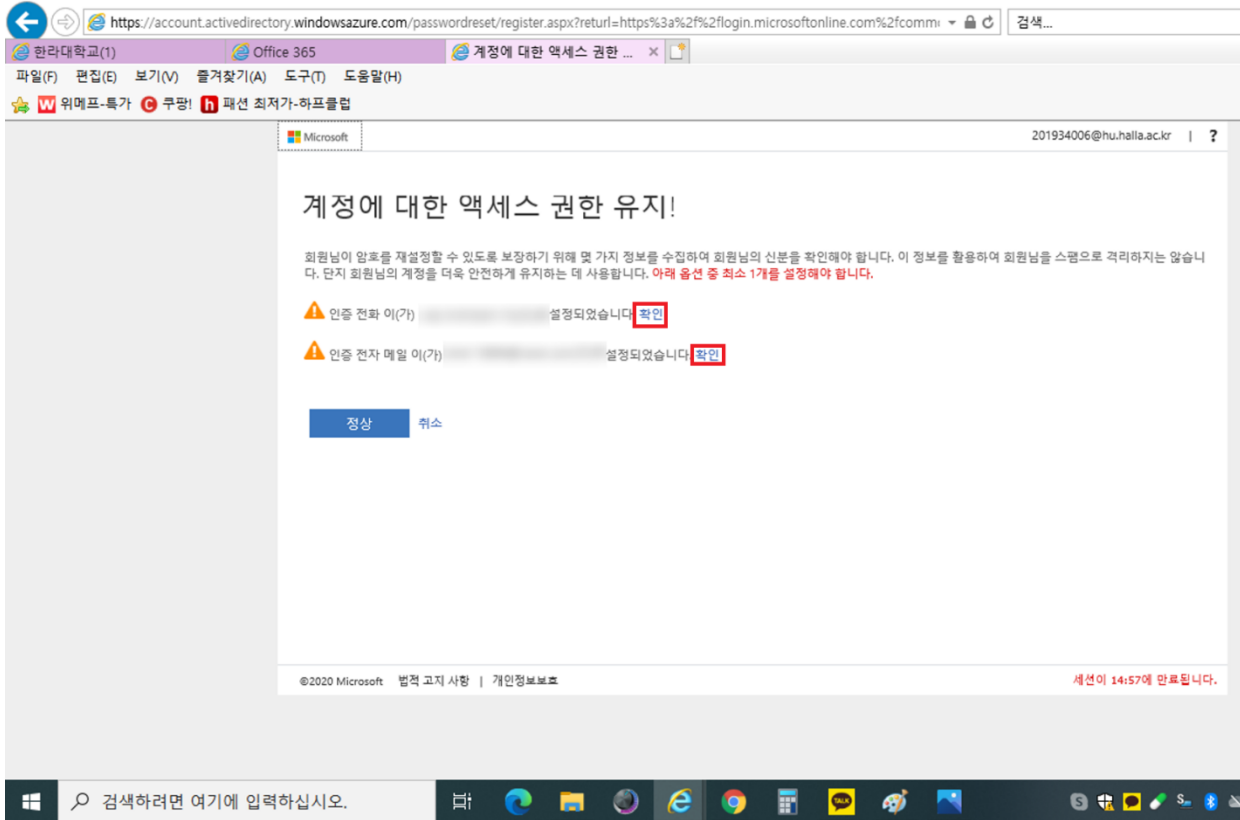 https://account.activedirectory.windowsazure.com/passwordreset/register.aspx?returl=https%3a%2f%2flogin.microsoftonline.com%2fcommi 검색...
한라대학교(1) Office 365 계정에 대한 액세스 권한 ...
파일(F) 편집(E) 보기(V) 즐겨찾기(A) 도구(T) 도움말(H)
W 위메프-특가 C 쿠팡! h 패션 최저가-하프클럽
Microsoft 201934006@hu.halla.ac.kr | ?
계정에 대한 액세스 권한 유지!
회원님이 암호를 재설정할 수 있도록 보장하기 위해 몇 가지 정보를 수집하여 회원님의 신분을 확인해야 합니다. 이 정보를 활용하여 회원님을 스팸으로 격리하지는 않습니
다. 단지 회원님의 계정을 더욱 안전하게 유지하는 데 사용합니다. 아래 옵션 중 최소 1개를 설정해야 합니다.
인증 전화 이(가) 설정되었습니다. 확인
인증 전자 메일 이(가) 설정되었습니다. 확인
정상 취소
©2020 Microsoft 법적 고지 사항 | 개인정보보호 세션이 14:57에 만료됩니다.
검색하려면 여기에 입력하십시오. TALK S